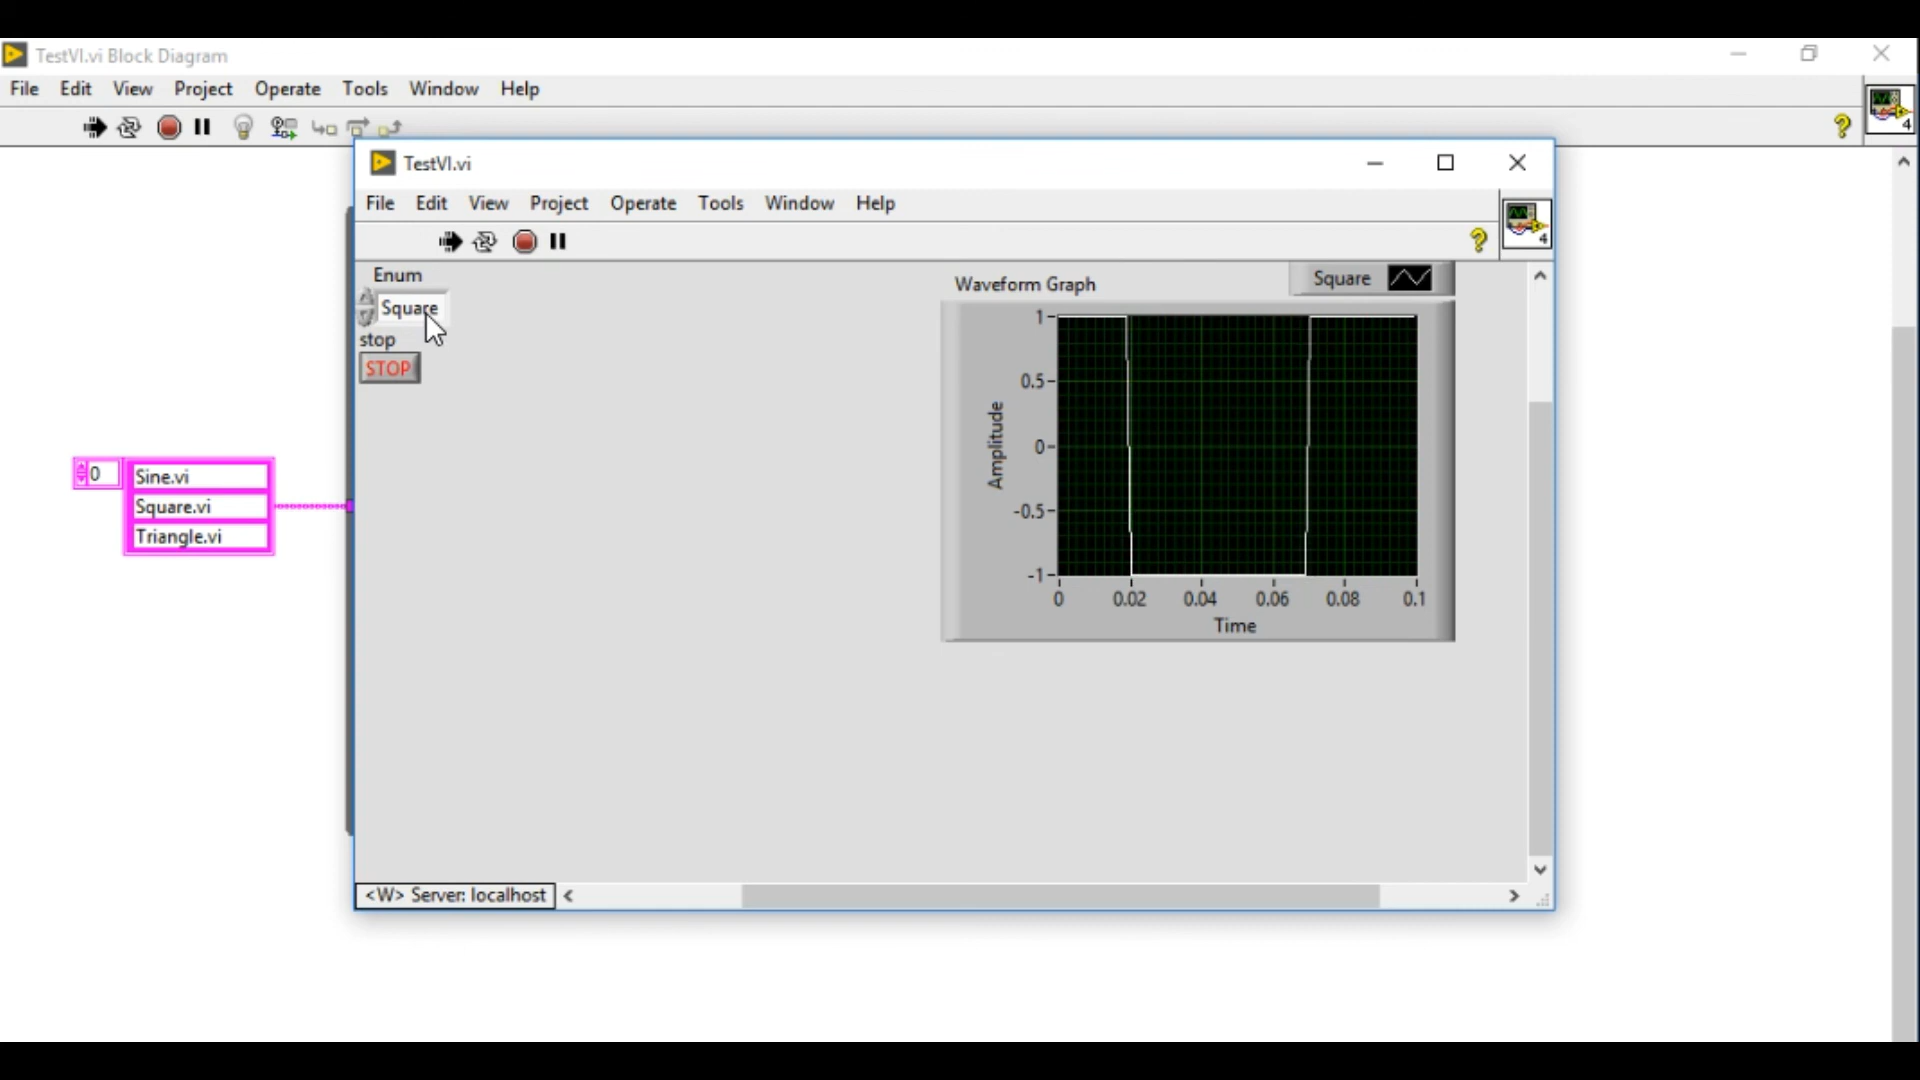 TestVI.vi Block Diagram
File Edit View Project Operate Tools Window Help
4
TestVI.vi
File Edit View Project Operate Tools Window Help
4
Enum
Square
stop
STOP
Waveform Graph
Square
1
0.5
0
-0.5
-1
Amplitude
0 0.02 0.04 0.06 0.08 0.1
Time
0
Sine.vi
Square.vi
Triangle.vi
<W> Server: localhost